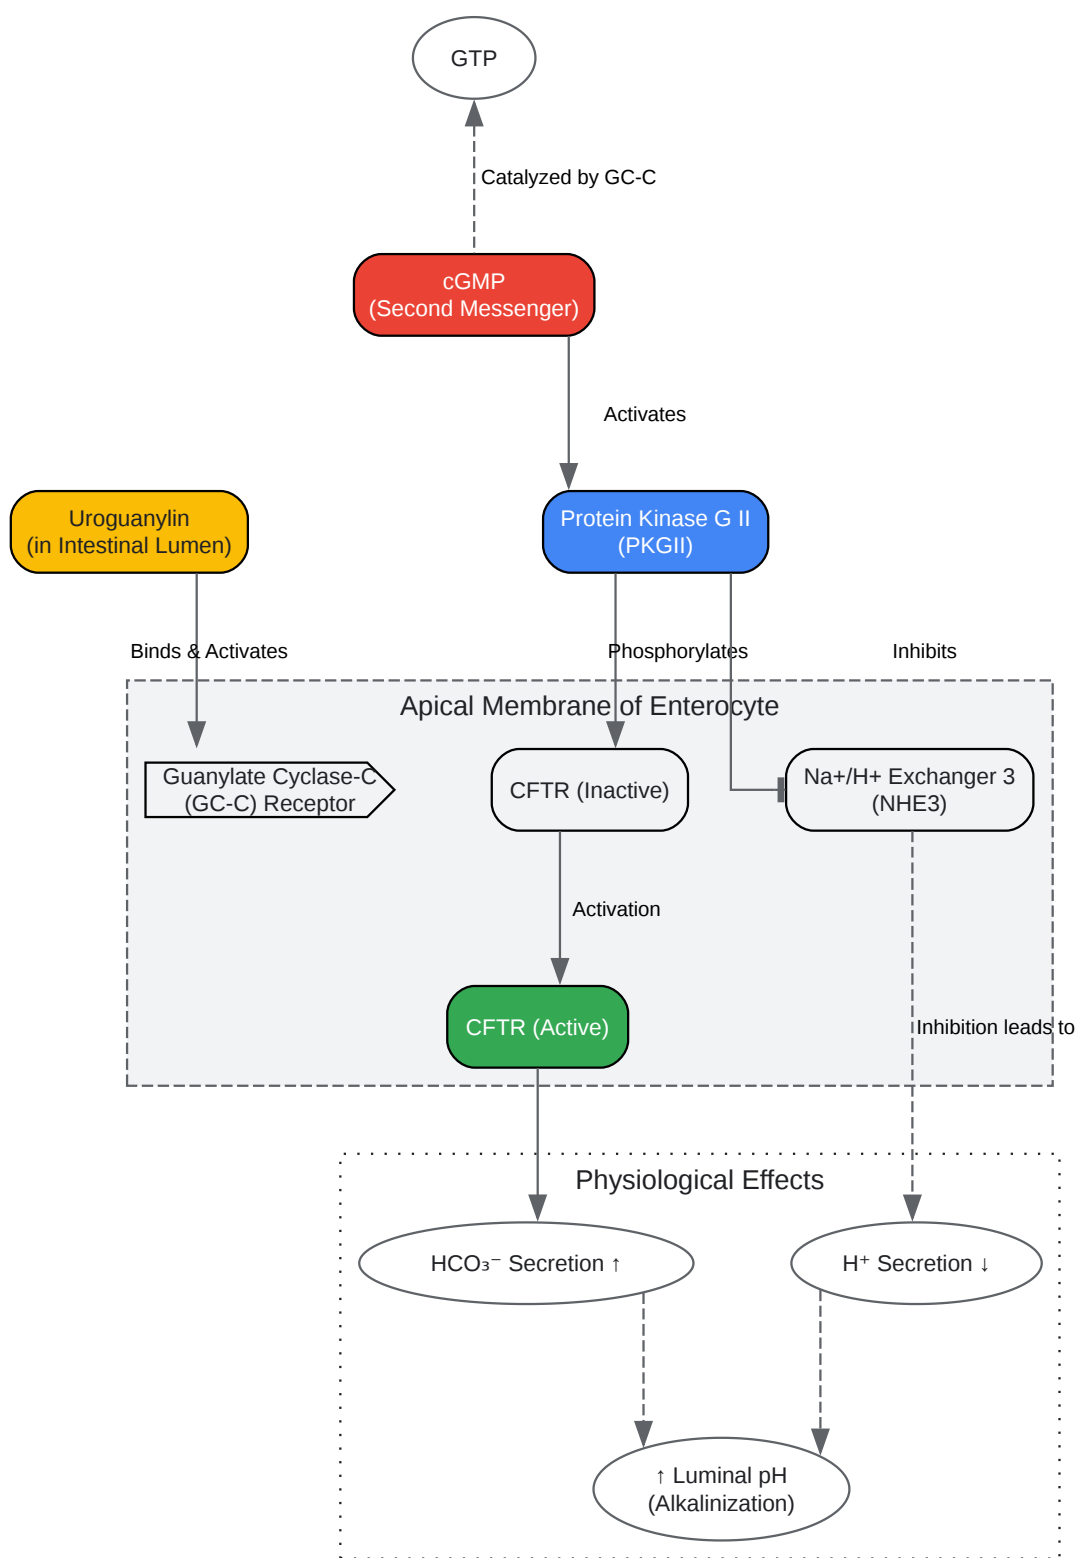 GTP
Catalyzed by GC-C
cGMP
(Second Messenger)
Activates
Uroguanylin
(in Intestinal Lumen)
Protein Kinase G II
(PKGII)
Binds & Activates
Phosphorylates
Inhibits
Apical Membrane of Enterocyte
Guanylate Cyclase-C
(GC-C) Receptor
CFTR (Inactive)
Na+/H+ Exchanger 3
(NHE3)
Activation
CFTR (Active)
Inhibition leads to
Physiological Effects
HCO₃⁻ Secretion ↑
H⁺ Secretion ↓
↑ Luminal pH
(Alkalinization)